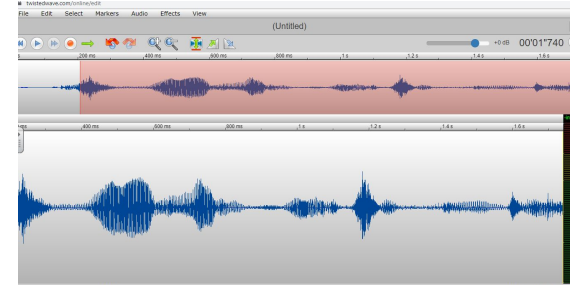 twistedwave.com/online/edit
File Edit Select Markers Audio Effects View
(Untitled)
+0 dB 00'01"740
200 ms 400 ms 600 ms 800 ms 1 s 1.2 s 1.4 s 1.6 s
400 ms 600 ms 800 ms 1 s 1.2 s 1.4 s 1.6 s